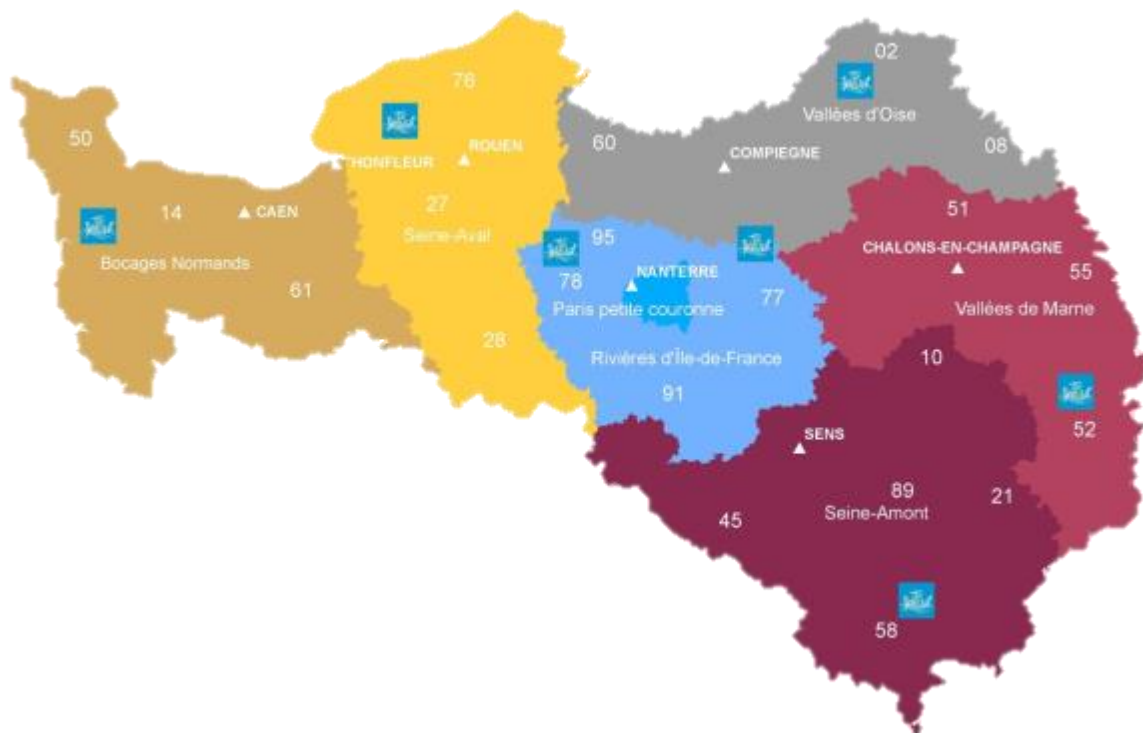 02
76
Vallées d'Oise
50
60
08
ROUEN
COMPIEGNE
HONFLEUR
14
CAEN
27
51
Seine-Aval
95
CHALONS-EN-CHAMPAGNE
Bocages Normands
78
NANTERRE
55
61
77
Paris petite couronne
Vallées de Marne
28
Rivières d'Île-de-France
10
91
SENS
52
89
21
45
Seine-Amont
58